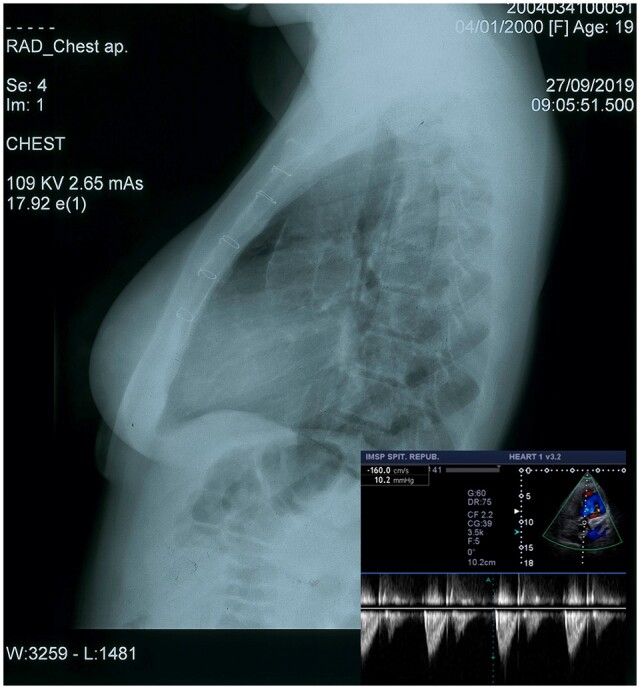 - - - - -
RAD_Chest ap.
Se: 4
Im: 1
CHEST
109 KV 2.65 mAs
17.92 e(1)
2004034100051
04/01/2000 [F] Age: 19
27/09/2019
09:05:51.500
IMSP SPIT. REPUB.
HEART 1 v3.2
-160.0 cm/s
10.2 mmHg
141
G:60
DR:75
CF 2.2
CG:39
3.5k
F:5
0°
10.2cm
0
5
10
15
18
W:3259 - L:1481